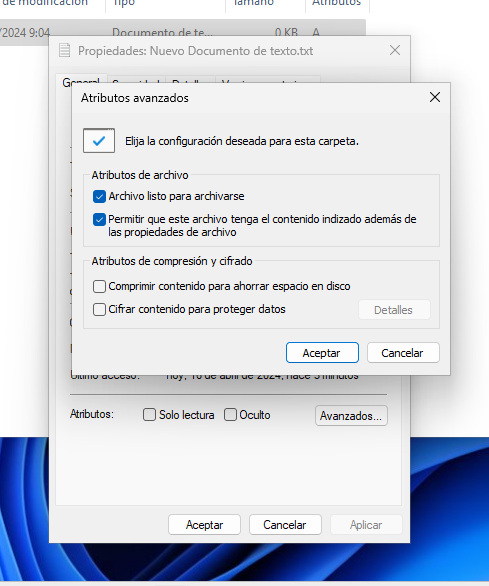 de modificación Tipo Tamaño Atributos
/2024 9:04 Documento de te... 0 KB A
Propiedades: Nuevo Documento de texto.txt
General
Atributos avanzados
Elija la configuración deseada para esta carpeta.
Atributos de archivo
Archivo listo para archivarse
Permitir que este archivo tenga el contenido indizado además de
las propiedades de archivo
Atributos de compresión y cifrado
Comprimir contenido para ahorrar espacio en disco
Cifrar contenido para proteger datos
Detalles
Aceptar Cancelar
Último acceso: hoy, 16 de abril de 2024, hace 5 minutos
Atributos: Solo lectura Oculto Avanzados...
Aceptar Cancelar Aplicar